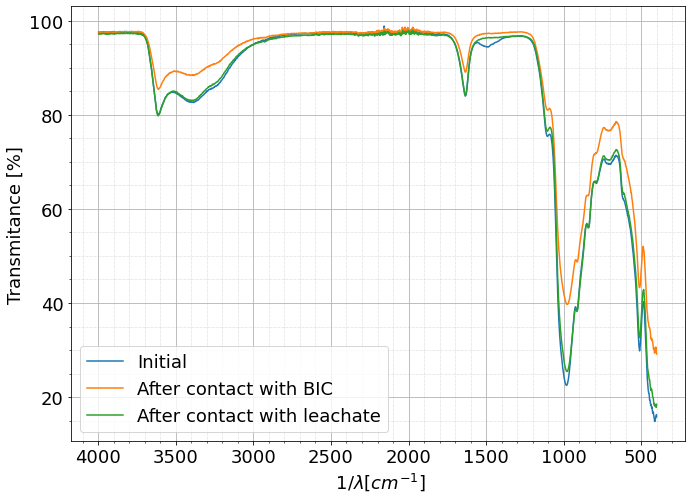 Transmitance [%]
100
80
60
40
20
Initial
After contact with BIC
After contact with leachate
4000 3500 3000 2500 2000 1500 1000 500
1/λ[cm⁻¹]